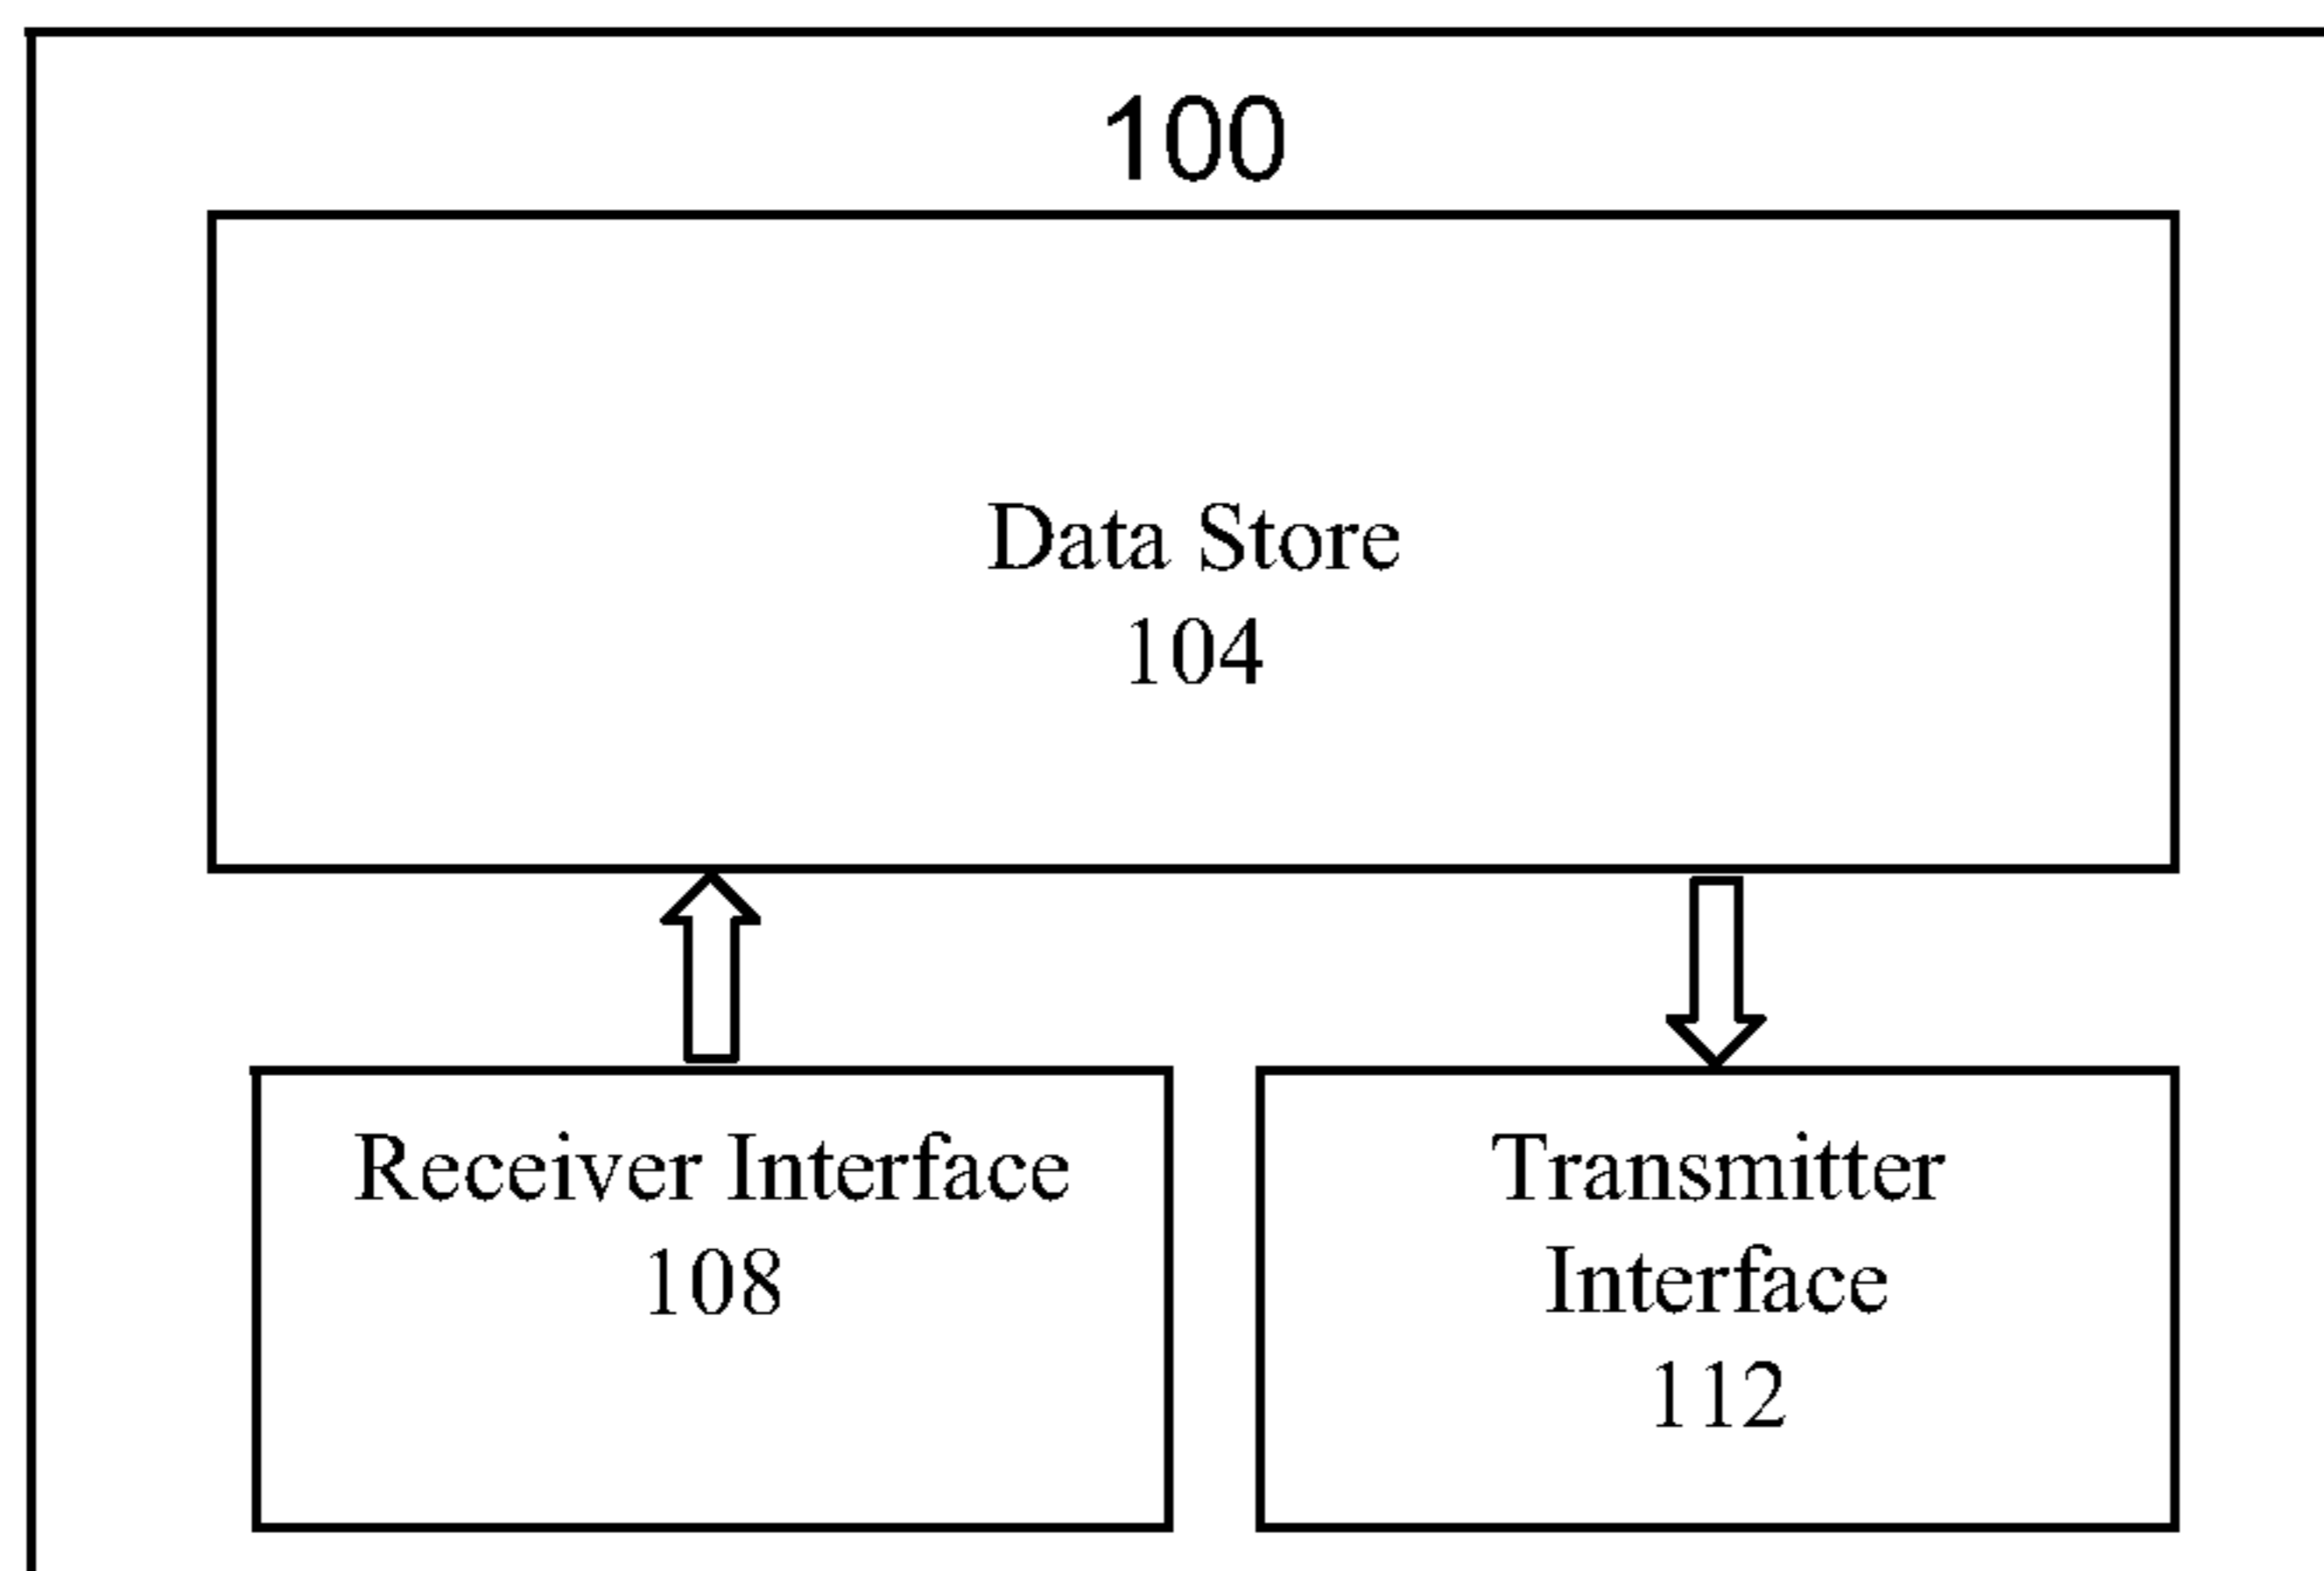 100
Data Store
104
Receiver Interface
108
Transmitter
Interface
112